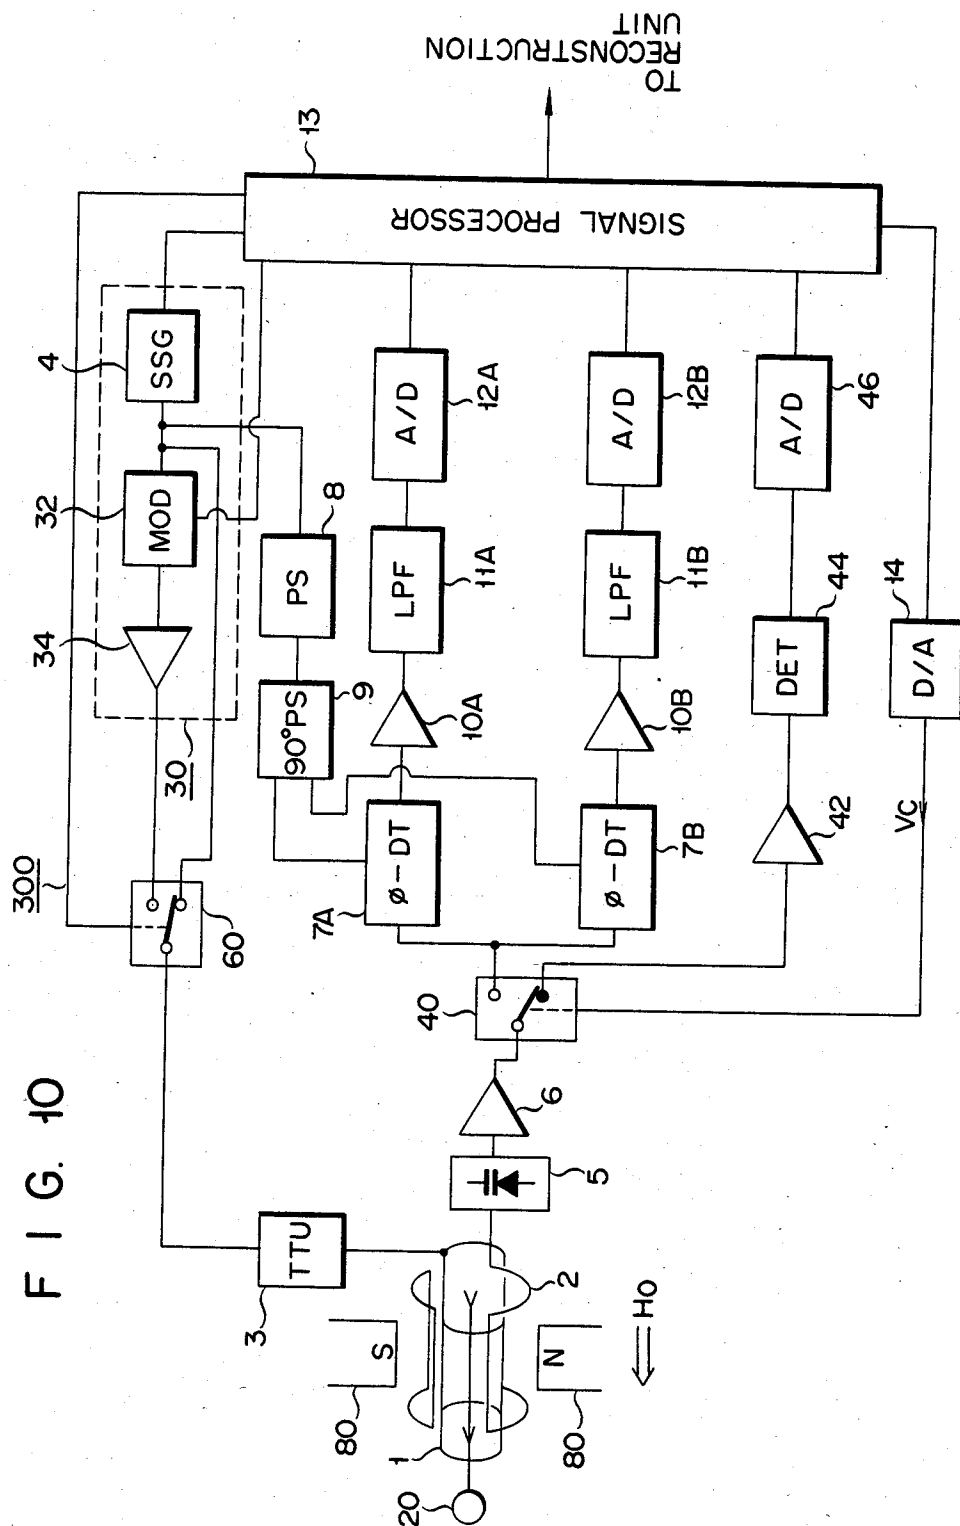 FIG. 10
300
30
34
32
4
MOD
SSG
60
3
TTU
90°PS
9
PS
8
7A
Ø-DT
10A
LPF
11A
A/D
12A
SIGNAL PROCESSOR
13
TO
RECONSTRUCTION
UNIT
7B
Ø-DT
10B
LPF
11B
A/D
12B
40
6
5
42
DET
44
A/D
46
VC
D/A
14
80
S
N
80
1
2
20
H0